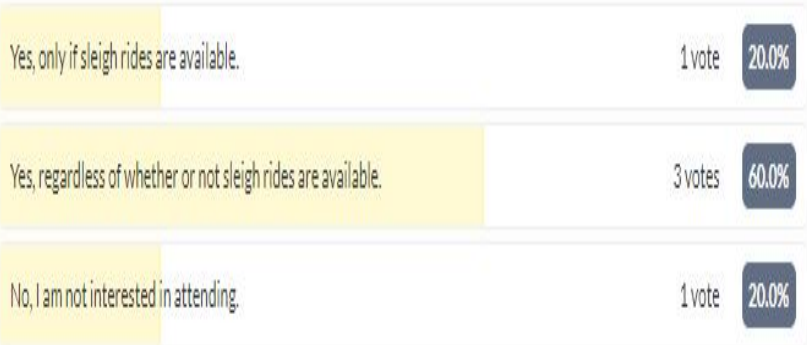 Yes, only if sleigh rides are available. 1 vote 20.0%
Yes, regardless of whether or not sleigh rides are available. 3 votes 60.0%
No, I am not interested in attending. 1 vote 20.0%